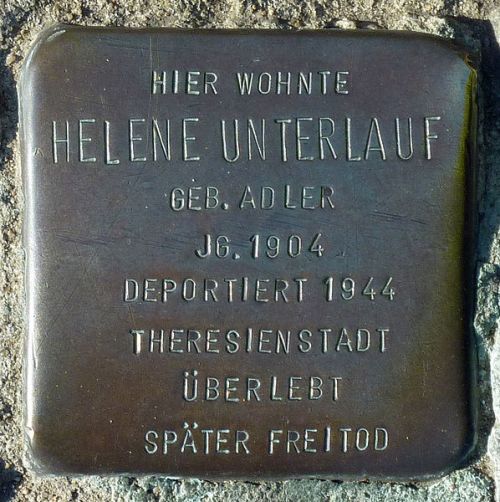 HIER WOHNTE
HELENE UNTERLAUF
GEB. ADLER
JG. 1904
DEPORTIERT 1944
THERESIENSTADT
ÜBERLEBT
SPÄTER FREITOD